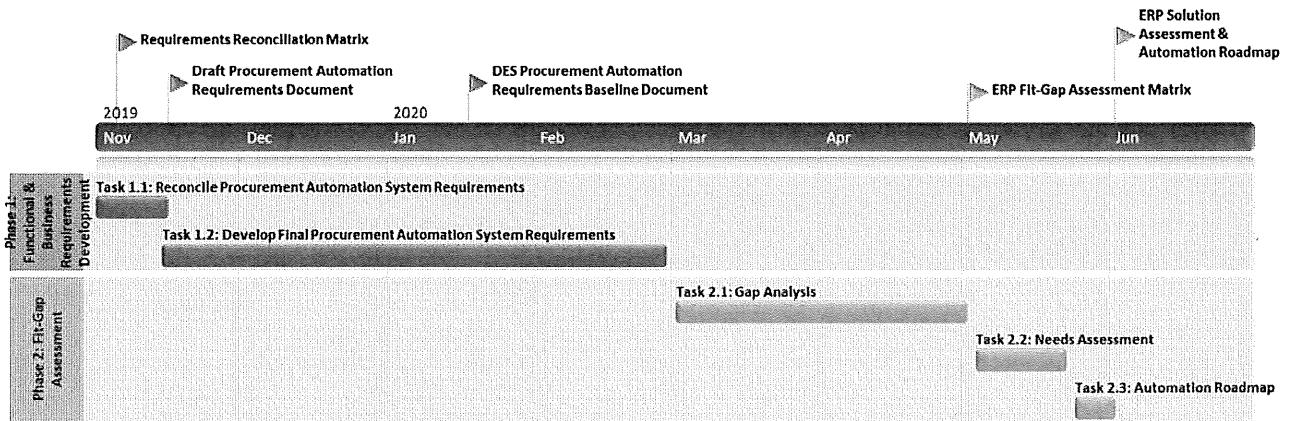 ERP Solution
Assessment &
Automation Roadmap
Requirements Reconciliation Matrix
Draft Procurement Automation
Requirements Document
DES Procurement Automation
Requirements Baseline Document
ERP Fit-Gap Assessment Matrix
2019
2020
Nov
Dec
Jan
Feb
Mar
Apr
May
Jun
Phase 1:
Functional &
Business
Requirements
Development
Task 1.1: Reconcile Procurement Automation System Requirements
Task 1.2: Develop Final Procurement Automation System Requirements
Phase 2: Fit-Gap
Assessment
Task 2.1: Gap Analysis
Task 2.2: Needs Assessment
Task 2.3: Automation Roadmap